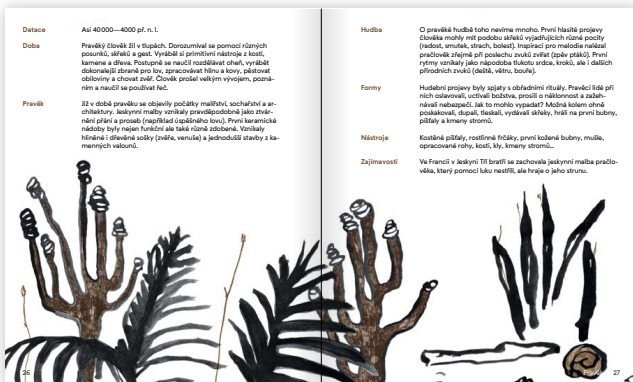 Datace
Asi 40 000—4000 př. n. l.
Doba
Pravěký člověk žil v tlupách. Dorozumíval se pomocí různých
posunků, skřeků a gest. Vyráběl si primitivní nástroje z kostí,
kamene a dřeva. Postupně se naučil rozdělávat oheň, vyrábět
dokonalejší zbraně pro lov, zpracovávat hlínu a kovy, pěstovat
obiloviny a chovat zvěř. Člověk prošel velkým vývojem, pozná-
ním a naučil se používat řeč.
Pravěk
Již v době pravěku se objevily počátky malířství, sochařství a ar-
chitektury. Jeskynní malby vznikaly pravděpodobně jako ztvár-
nění přání a proseb (například úspěšného lovu). První keramické
nádoby byly nejen funkční ale také různě zdobené. Vznikaly
hliněné i dřevěné sošky (zvěře, venuše) a jednodušší stavby z ka-
menných valounů.
26
Hudba
O pravěké hudbě toho nevíme mnoho. První hlasité projevy
člověka mohly mít podobu skřeků vyjadřujících různé pocity
(radost, smutek, strach, bolest). Inspiraci pro melodie nalézal
pračlověk zřejmě při poslechu zvuků zvířat (zpěv ptáků). První
rytmy vznikaly jako nápodoba tlukotu srdce, kroků, ale i dalších
přírodních zvuků (deště, větru, bouře).
Formy
Hudební projevy byly spjaty s obřadními rituály. Pravěcí lidé při
nich oslavovali, uctívali božstva, prosili o náklonnost a zažeh-
návali nebezpečí. Jak to mohlo vypadat? Možná kolem ohně
poskakovali, dupali, tleskali, vydávali skřeky, hráli na první bubny,
píšťaly a kmeny stromů.
Nástroje
Kostěné píšťaly, rostlinné frčáky, první kožené bubny, mušle,
opracované rohy, kosti, kly, kmeny stromů...
Zajímavosti
Ve Francii v Jeskyni Tří bratří se zachovala jeskynní malba pračlo-
věka, který pomocí luku nestřílí, ale hraje o jeho strunu.
Pravěk
27